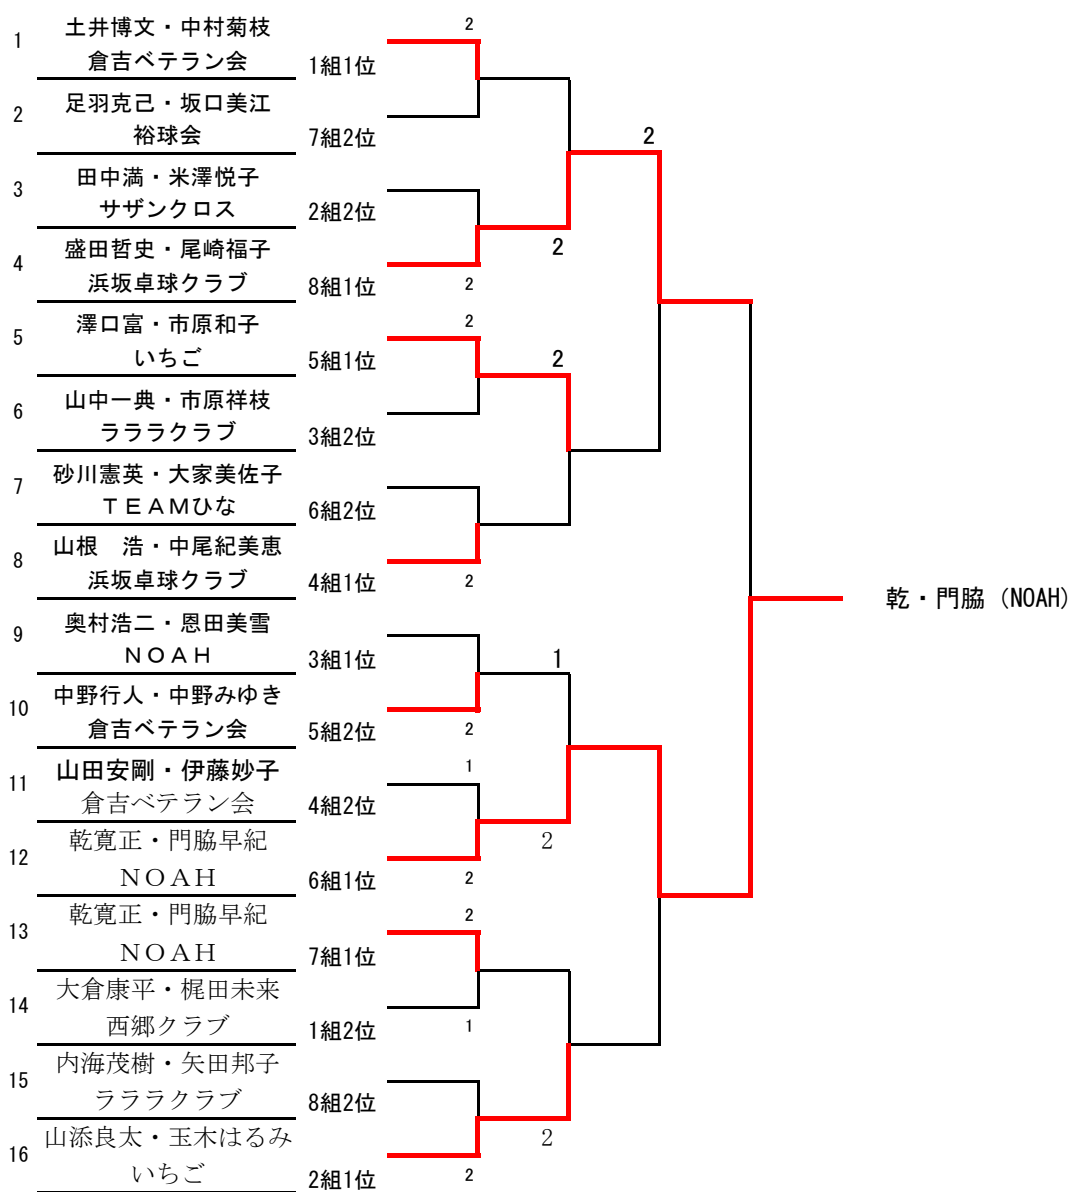 1
土井博文・中村菊枝
倉吉ベテラン会
1組1位
2
2
足羽克己・坂口美江
裕球会
7組2位
2
3
田中満・米澤悦子
サザンクロス
2組2位
2
4
盛田哲史・尾崎福子
浜坂卓球クラブ
8組1位
2
5
澤口富・市原和子
いちご
5組1位
2
2
6
山中一典・市原祥枝
ラララクラブ
3組2位
7
砂川憲英・大家美佐子
ＴＥＡＭひな
6組2位
8
山根　浩・中尾紀美恵
浜坂卓球クラブ
4組1位
2
乾・門脇（NOAH）
9
奥村浩二・恩田美雪
ＮＯＡＨ
3組1位
1
10
中野行人・中野みゆき
倉吉ベテラン会
5組2位
2
11
山田安剛・伊藤妙子
倉吉ベテラン会
4組2位
1
2
12
乾寛正・門脇早紀
ＮＯＡＨ
6組1位
2
13
乾寛正・門脇早紀
ＮＯＡＨ
7組1位
2
14
大倉康平・梶田未来
西郷クラブ
1組2位
1
15
内海茂樹・矢田邦子
ラララクラブ
8組2位
2
16
山添良太・玉木はるみ
いちご
2組1位
2